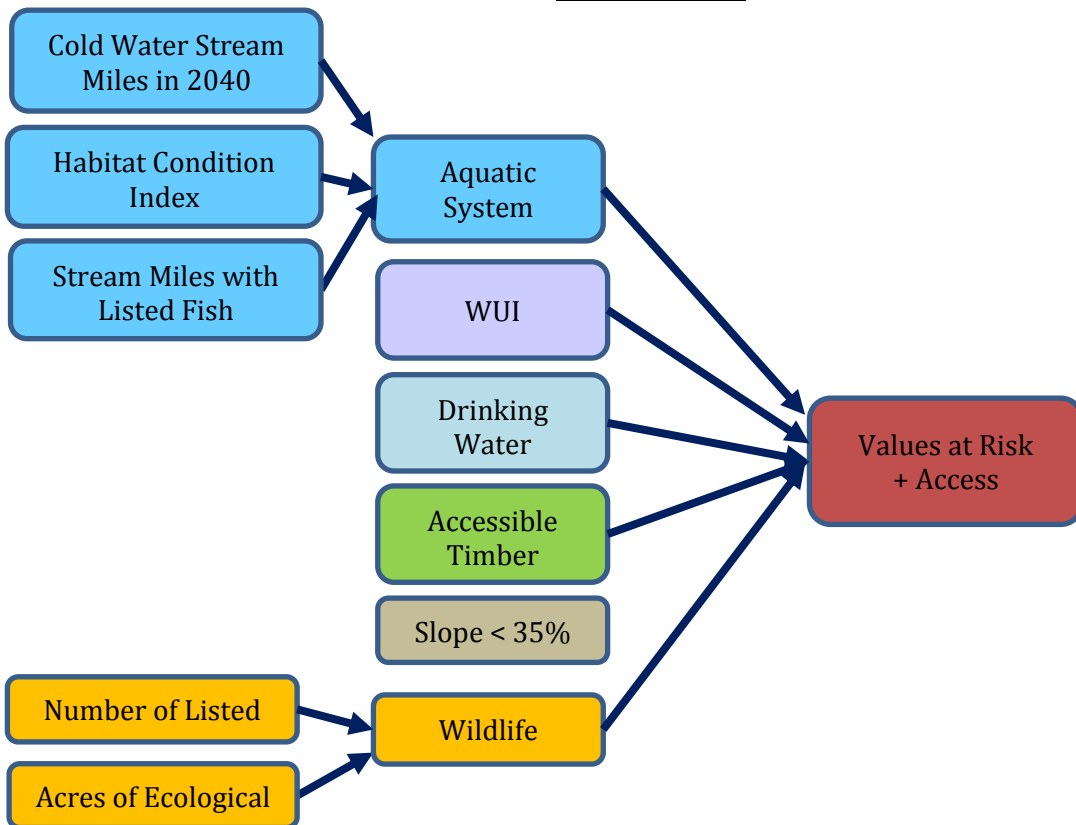 Cold Water Stream
Miles in 2040
Habitat Condition
Index
Stream Miles with
Listed Fish
Aquatic
System
WUI
Drinking
Water
Accessible
Timber
Slope < 35%
Number of Listed
Acres of Ecological
Wildlife
Values at Risk
+ Access